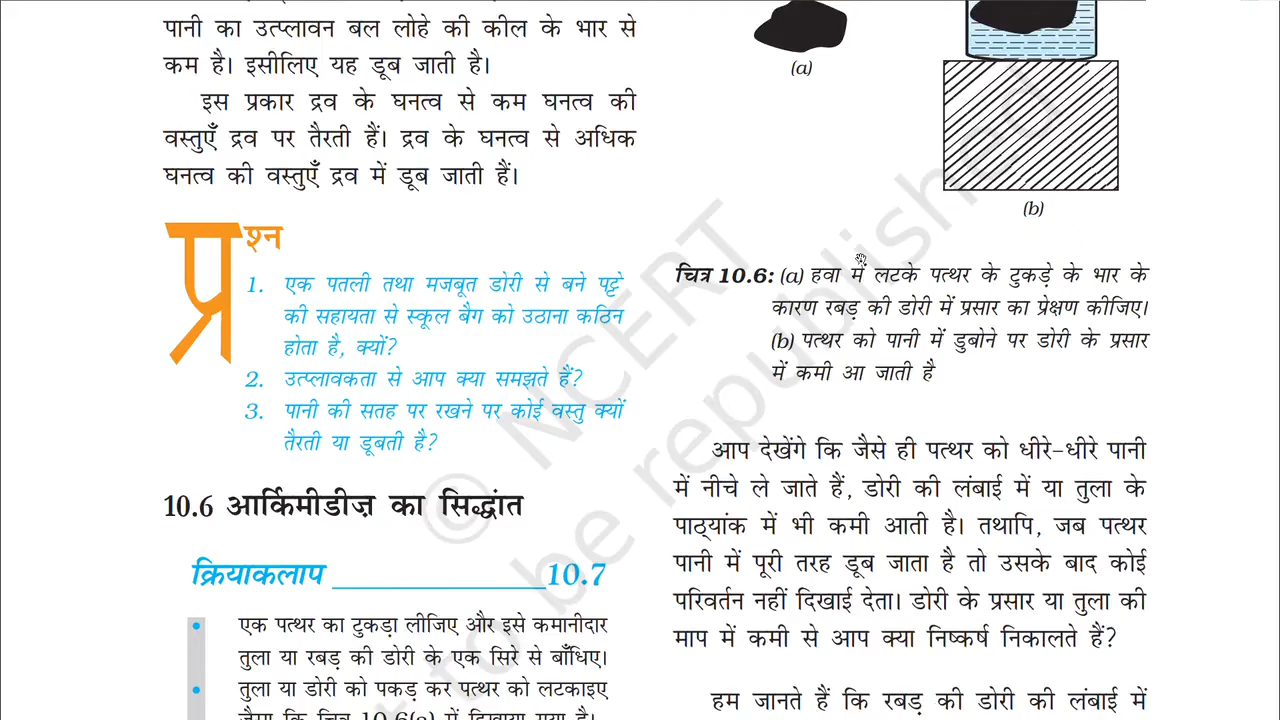 पानी का उत्प्लावन बल लोहे की कील के भार से
कम है। इसीलिए यह डूब जाती है।
इस प्रकार द्रव के घनत्व से कम घनत्व की
वस्तुएँ द्रव पर तैरती हैं। द्रव के घनत्व से अधिक
घनत्व की वस्तुएँ द्रव में डूब जाती हैं।
प्रश्न
1. एक पतली तथा मजबूत डोरी से बने पट्टे
की सहायता से स्कूल बैग को उठाना कठिन
होता है, क्यों?
2. उत्प्लावकता से आप क्या समझते हैं?
3. पानी की सतह पर रखने पर कोई वस्तु क्यों
तैरती या डूबती है?
10.6 आर्किमीडीज़ का सिद्धांत
क्रियाकलाप ______________ 10.7
• एक पत्थर का टुकड़ा लीजिए और इसे कमानीदार
तुला या रबड़ की डोरी के एक सिरे से बाँधिए।
• तुला या डोरी को पकड़ कर पत्थर को लटकाइए
जैसा कि चित्र 10.6(a) में दिखाया गया है।
(a)
(b)
चित्र 10.6: (a) हवा में लटके पत्थर के टुकड़े के भार के
कारण रबड़ की डोरी में प्रसार का प्रेक्षण कीजिए।
(b) पत्थर को पानी में डुबोने पर डोरी के प्रसार
में कमी आ जाती है
आप देखेंगे कि जैसे ही पत्थर को धीरे-धीरे पानी
में नीचे ले जाते हैं, डोरी की लंबाई में या तुला के
पाठ्यांक में भी कमी आती है। तथापि, जब पत्थर
पानी में पूरी तरह डूब जाता है तो उसके बाद कोई
परिवर्तन नहीं दिखाई देता। डोरी के प्रसार या तुला की
माप में कमी से आप क्या निष्कर्ष निकालते हैं?
हम जानते हैं कि रबड़ की डोरी की लंबाई में
© NCERT
to be republish